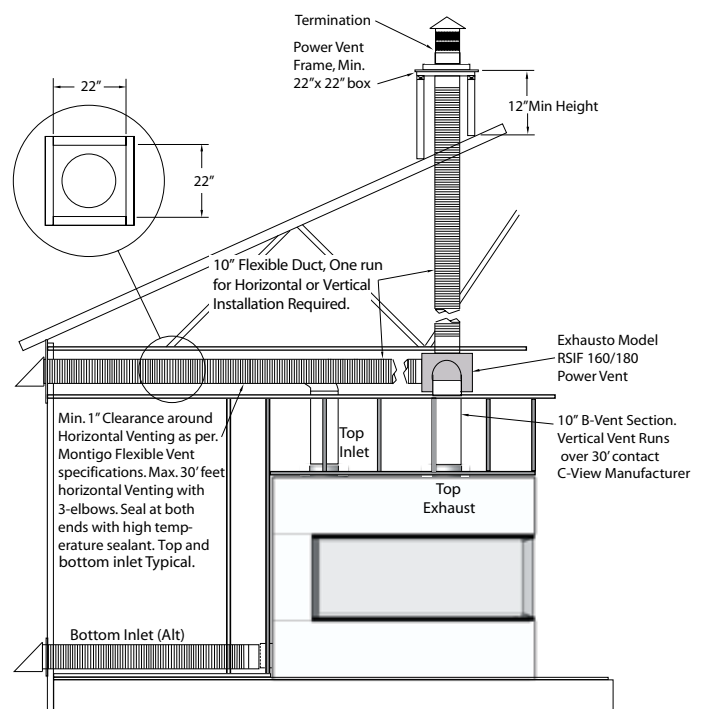 Termination
Power Vent
Frame, Min.
22”x 22” box
12”Min Height
22”
22”
10” Flexible Duct, One run
for Horizontal or Vertical
Installation Required.
Exhausto Model
RSIF 160/180
Power Vent
Min. 1” Clearance around
Horizontal Venting as per.
Montigo Flexible Vent
specifications. Max. 30’ feet
horizontal Venting with
3-elbows. Seal at both
ends with high temp-
erature sealant. Top and
bottom inlet Typical.
Top
Inlet
10” B-Vent Section.
Vertical Vent Runs
over 30’ contact
C-View Manufacturer
Top
Exhaust
Bottom Inlet (Alt)